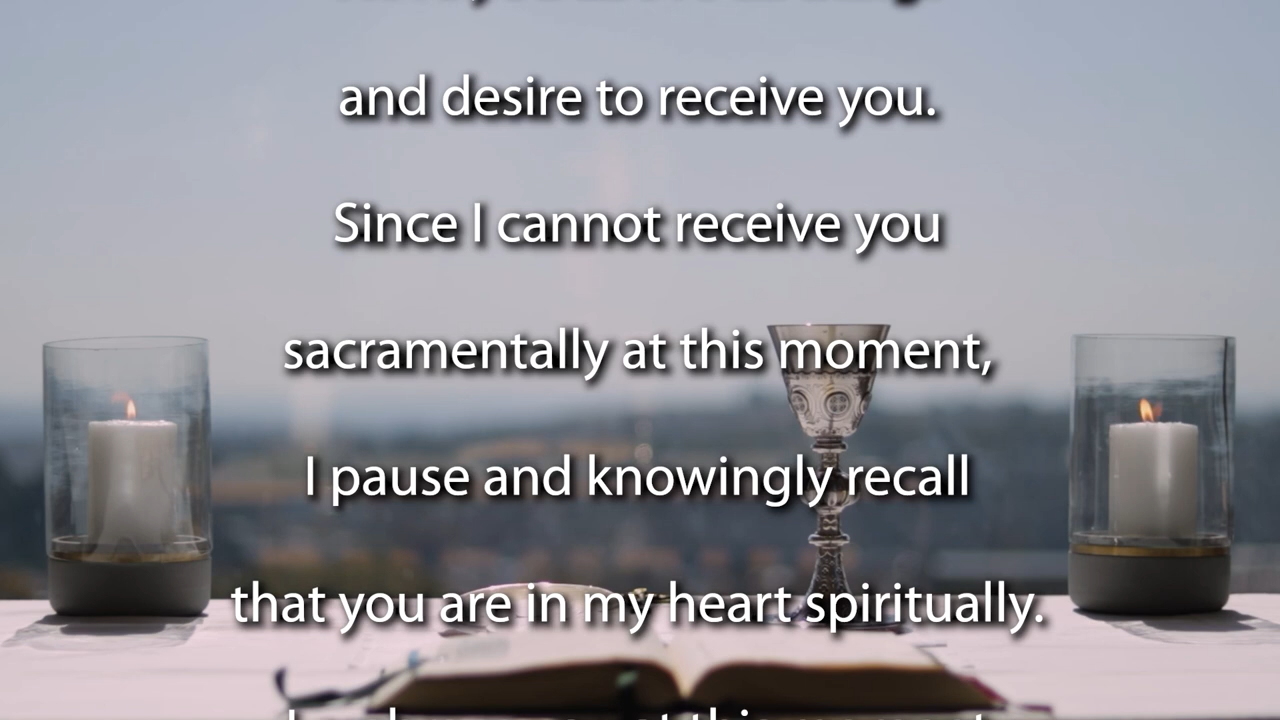 and desire to receive you.
Since I cannot receive you
sacramentally at this moment,
I pause and knowingly recall
that you are in my heart spiritually.